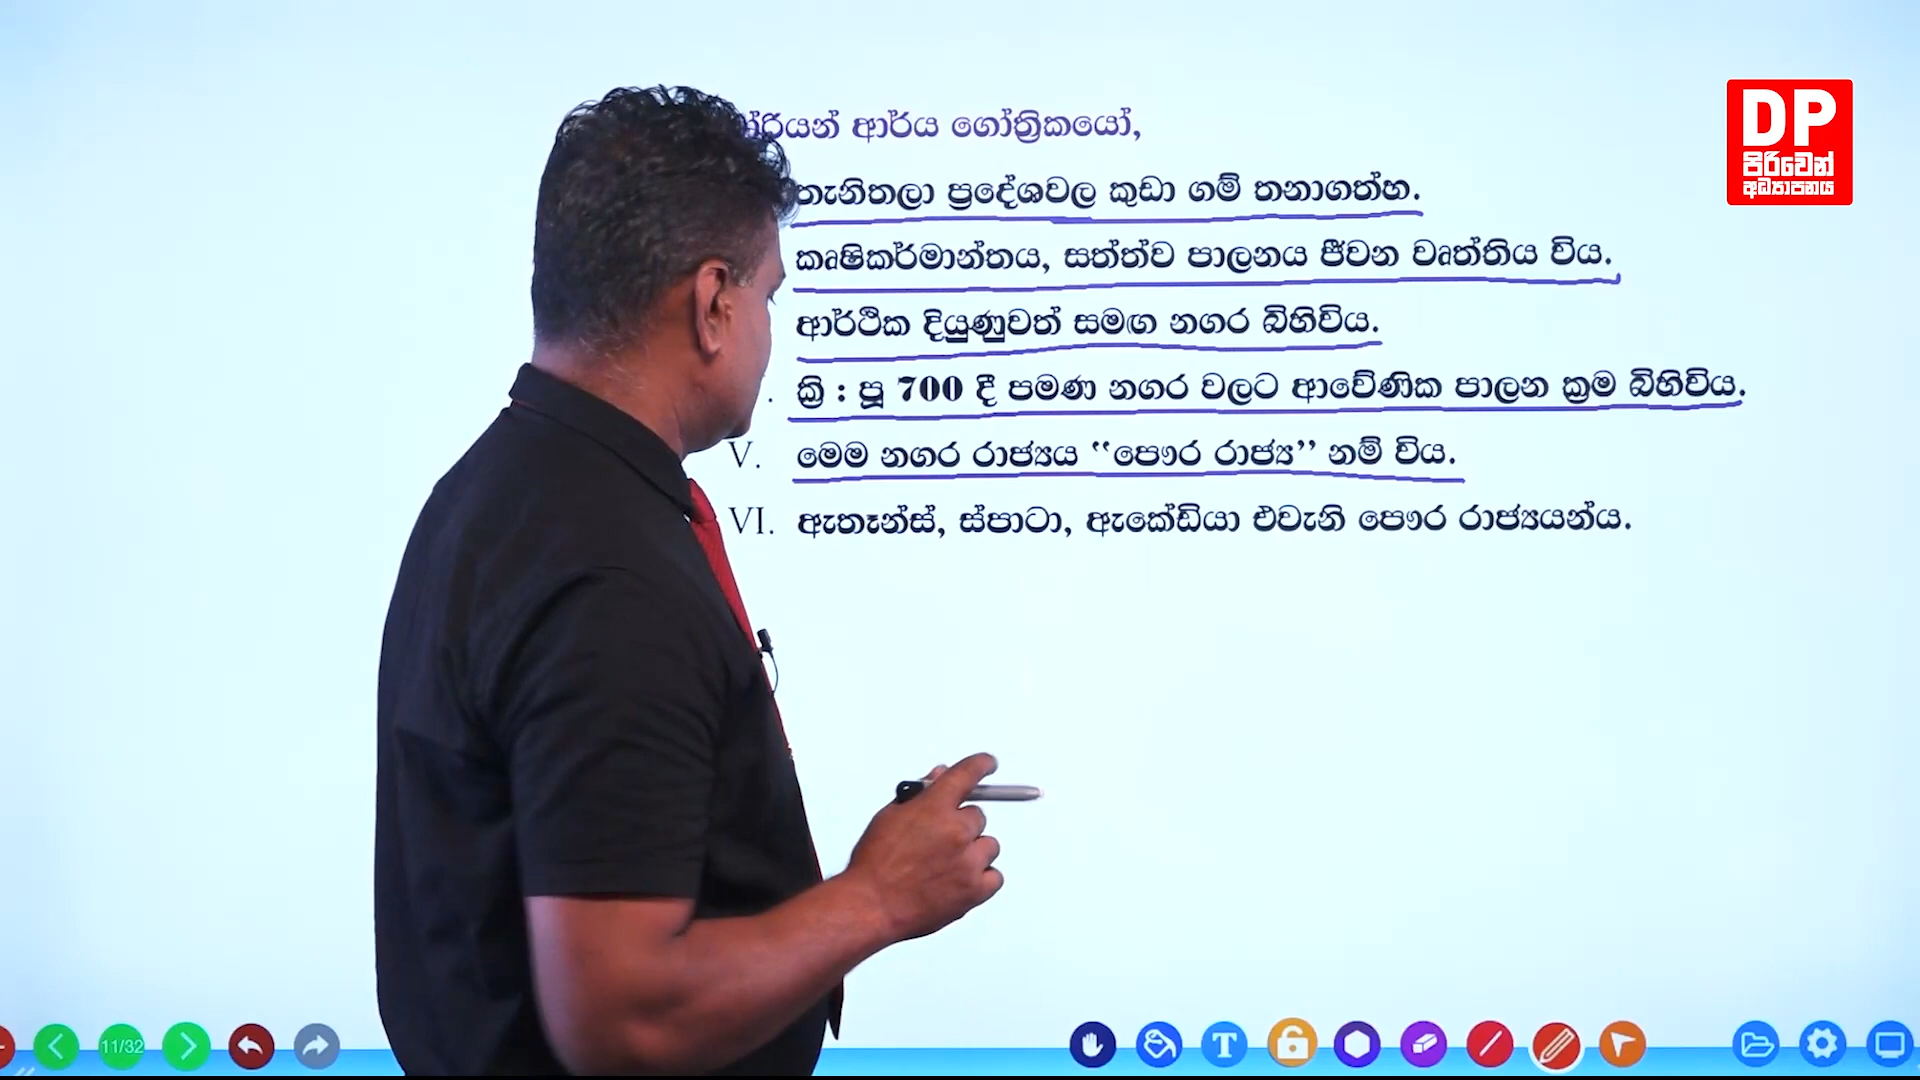 DP
පිරිවෙන්
අධ්‍යාපනය
ආර්ය ගෝත්‍රිකයෝ,
තැනිතලා ප්‍රදේශවල කුඩා ගම් තනාගත්හ.
කෘෂිකර්මාන්තය, සත්ත්ව පාලනය ජීවන වෘත්තිය විය.
ආර්ථික දියුණුවත් සමඟ නගර බිහිවිය.
ක්‍රි : පූ 700 දී පමණ නගර වලට ආවේණික පාලන ක්‍රම බිහිවිය.
V. මෙම නගර රාජ්‍යය “පෞර රාජ්‍ය” නම් විය.
VI. ඇතෑන්ස්, ස්පාටා, ඇකේඩියා එවැනි පෞර රාජ්‍යයන්ය.
11/32
T